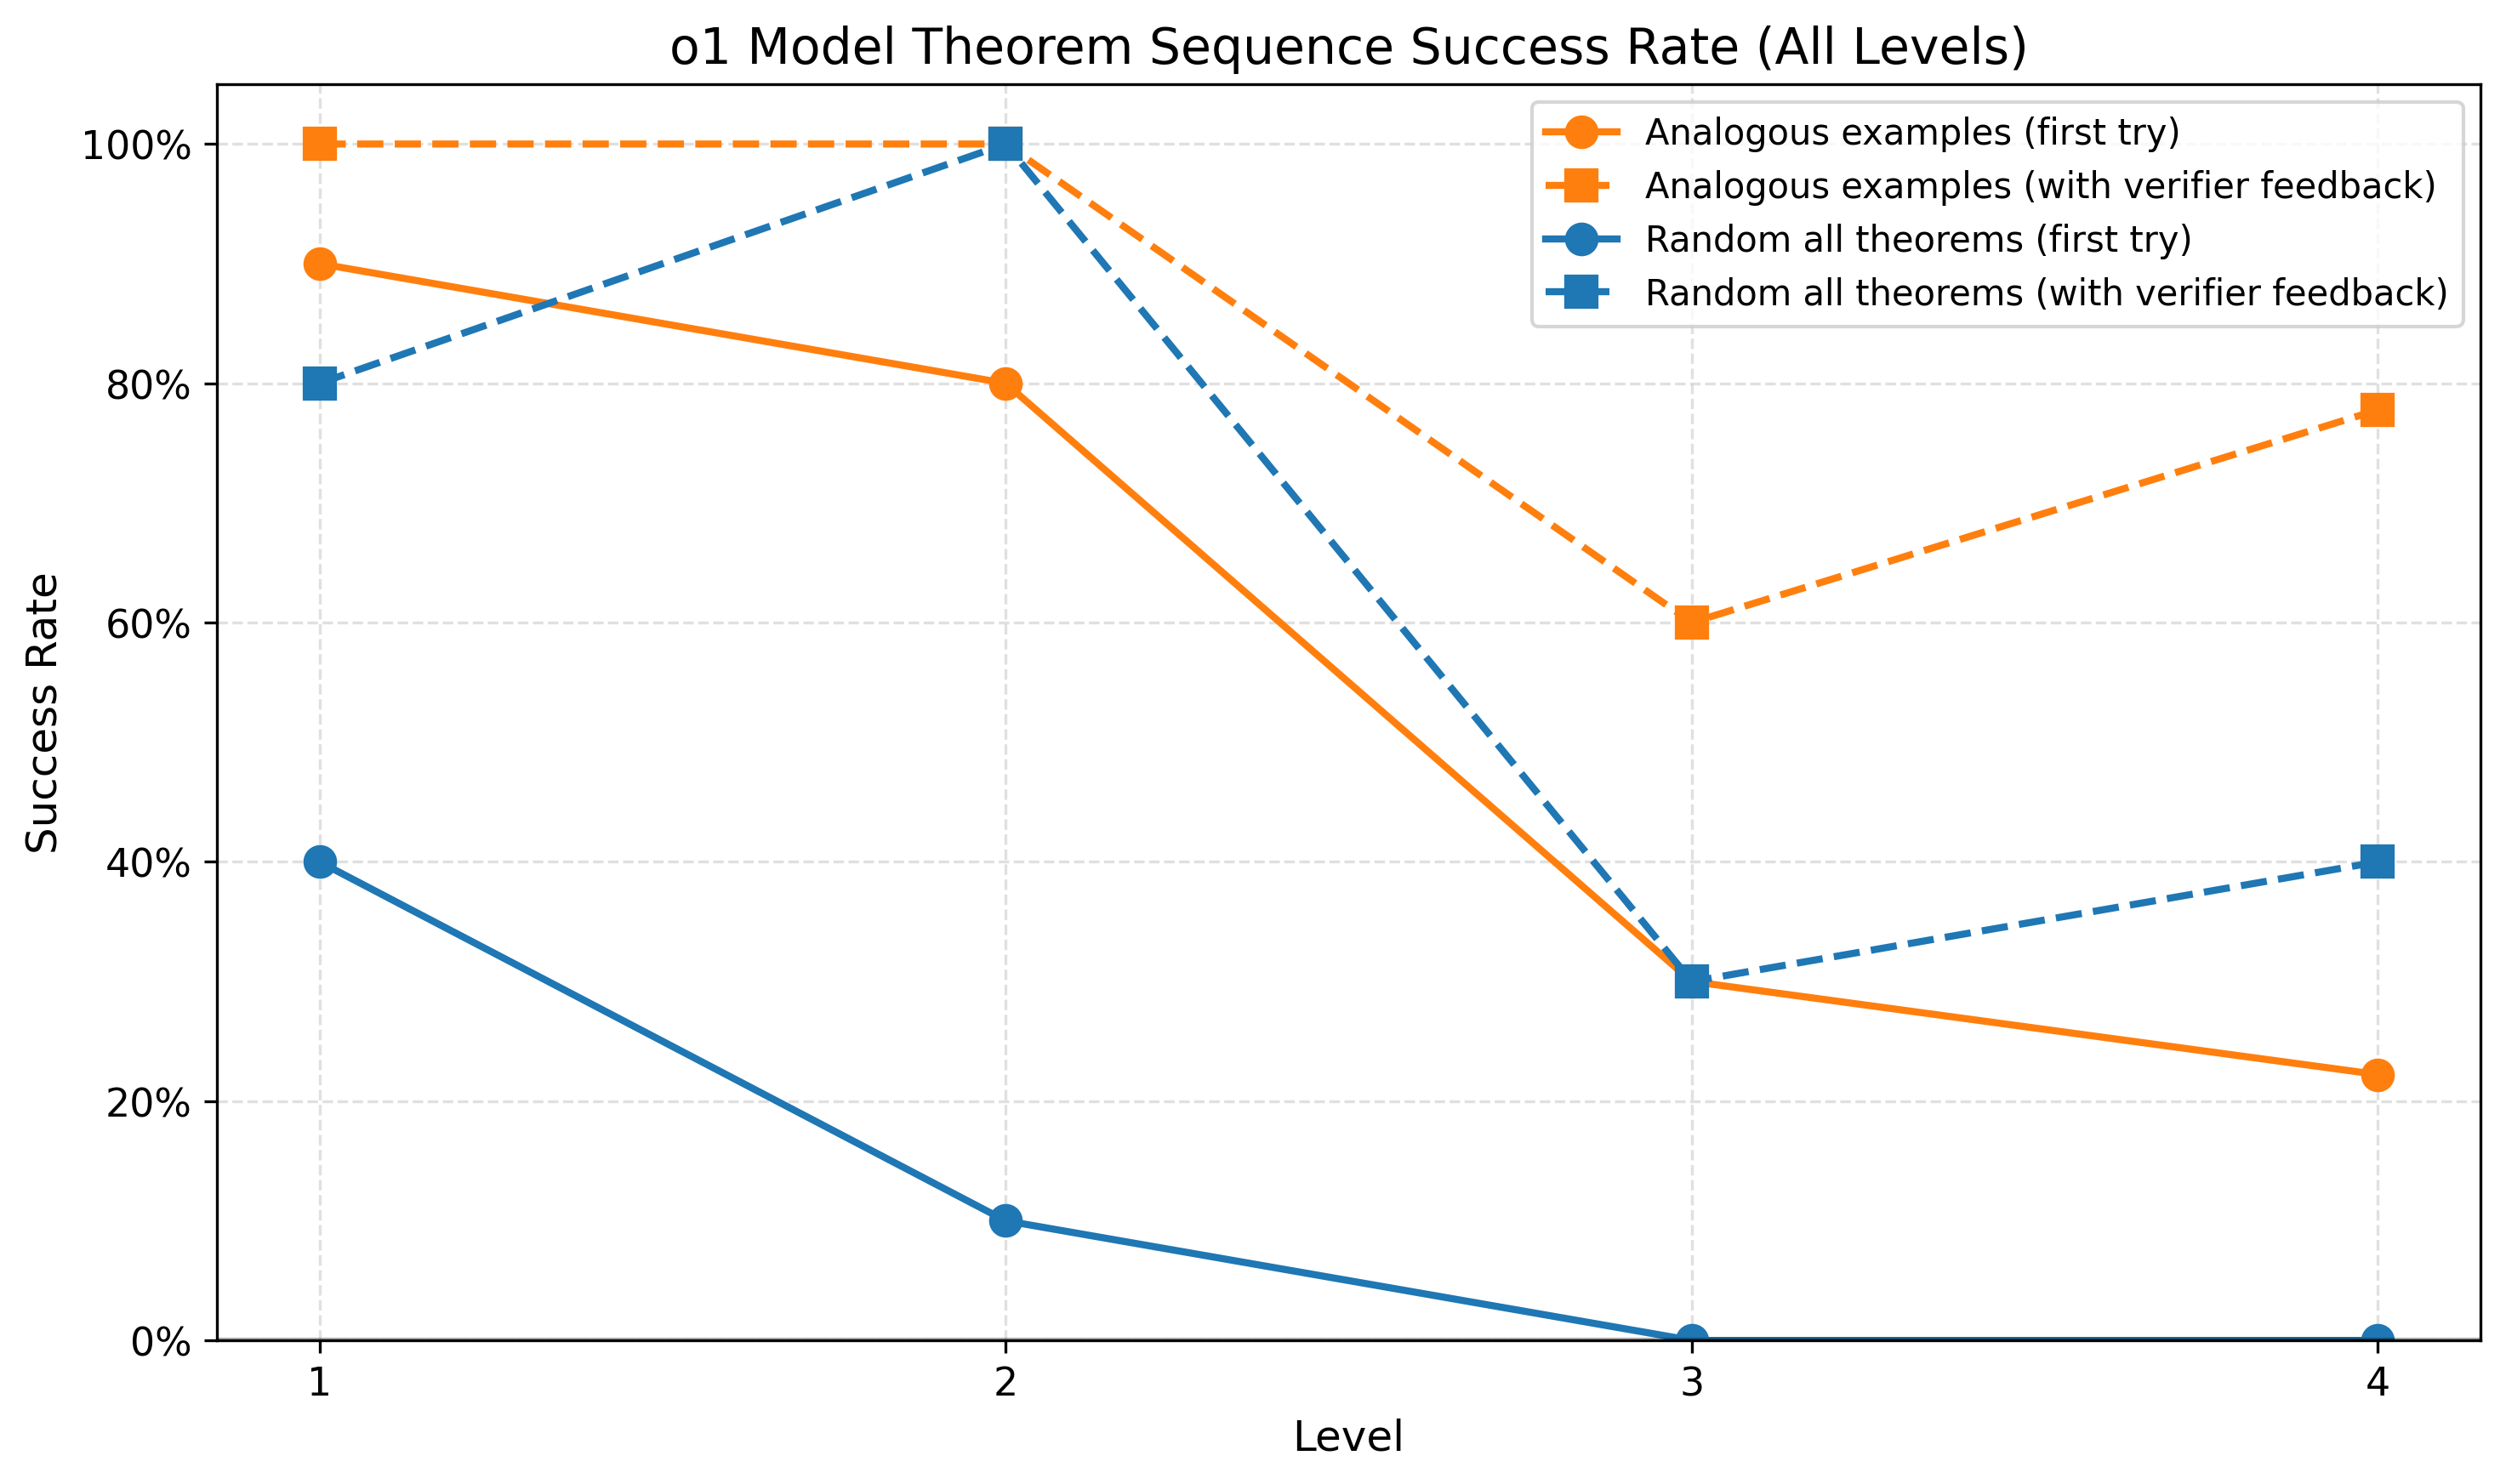 o1 Model Theorem Sequence Success Rate (All Levels)
Analogous examples (first try)
Analogous examples (with verifier feedback)
Random all theorems (first try)
Random all theorems (with verifier feedback)
Success Rate
100%
80%
60%
40%
20%
0%
1 2 3 4
Level